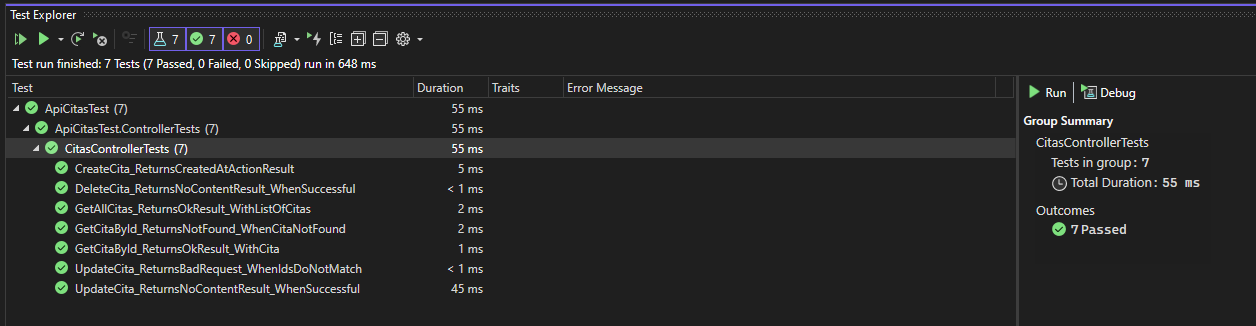 Test Explorer
7 7 0
Test run finished: 7 Tests (7 Passed, 0 Failed, 0 Skipped) run in 648 ms
Test Duration Traits Error Message
ApiCitasTest (7) 55 ms
ApiCitasTest.ControllerTests (7) 55 ms
CitasControllerTests (7) 55 ms
CreateCita_ReturnsCreatedAtActionResult 5 ms
DeleteCita_ReturnsNoContentResult_WhenSuccessful < 1 ms
GetAllCitas_ReturnsOkResult_WithListOfCitas 2 ms
GetCitaById_ReturnsNotFound_WhenCitaNotFound 2 ms
GetCitaById_ReturnsOkResult_WithCita 1 ms
UpdateCita_ReturnsBadRequest_WhenIdsDoNotMatch < 1 ms
UpdateCita_ReturnsNoContentResult_WhenSuccessful 45 ms
Run Debug
Group Summary
CitasControllerTests
Tests in group: 7
Total Duration: 55 ms
Outcomes
7 Passed